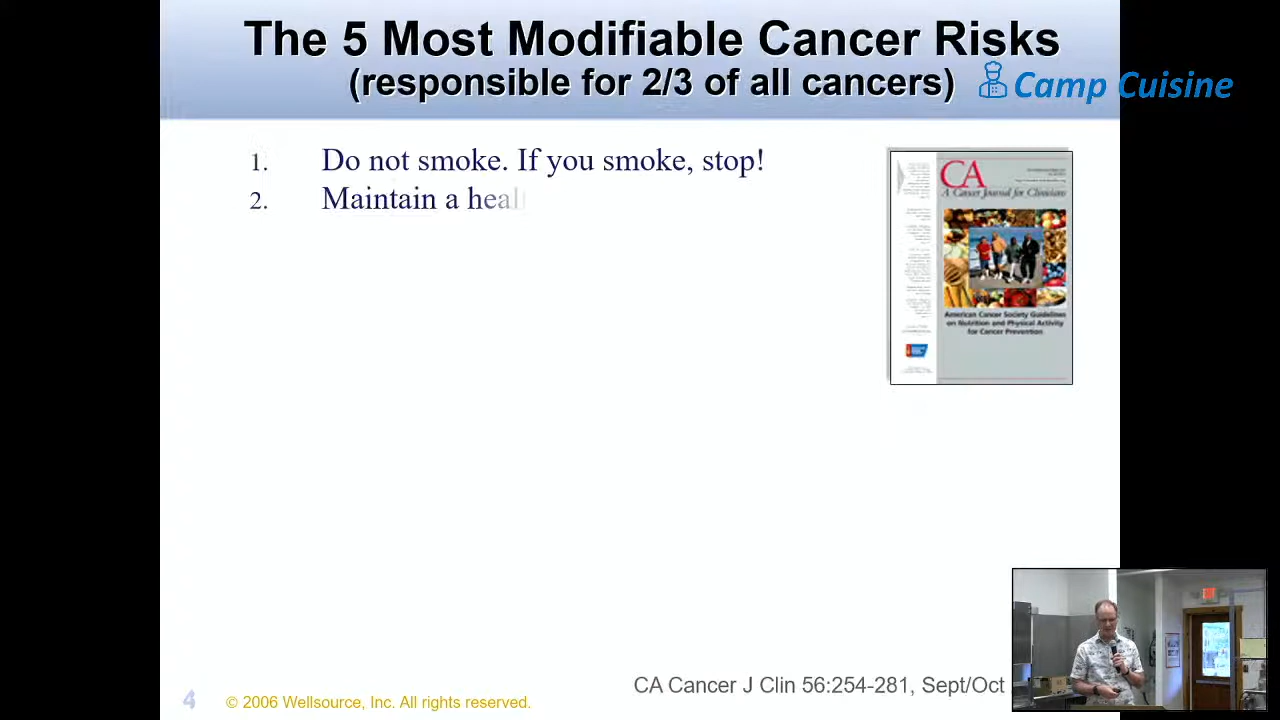 The 5 Most Modifiable Cancer Risks
(responsible for 2/3 of all cancers)
Camp Cuisine
1. Do not smoke. If you smoke, stop!
2. Maintain a heal
CA
A Cancer Journal for Clinicians
American Cancer Society Guidelines
on Nutrition and Physical Activity
for Cancer Prevention
CA Cancer J Clin 56:254-281, Sept/Oct
4
© 2006 Wellsource, Inc. All rights reserved.